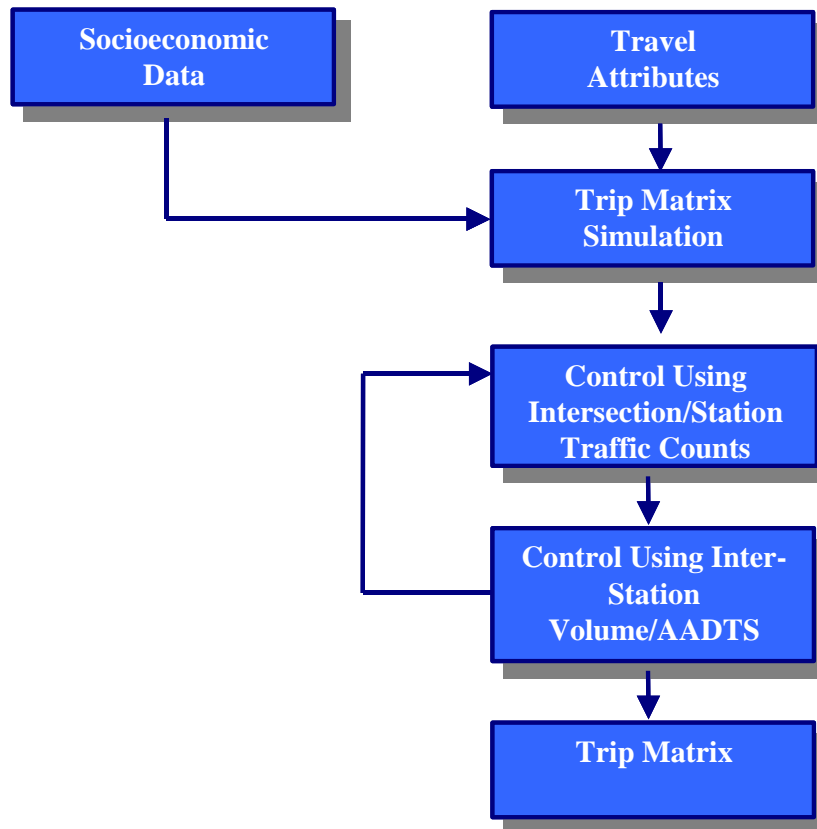 Socioeconomic
Data
Travel
Attributes
Trip Matrix
Simulation
Control Using
Intersection/Station
Traffic Counts
Control Using Inter-
Station
Volume/AADTS
Trip Matrix